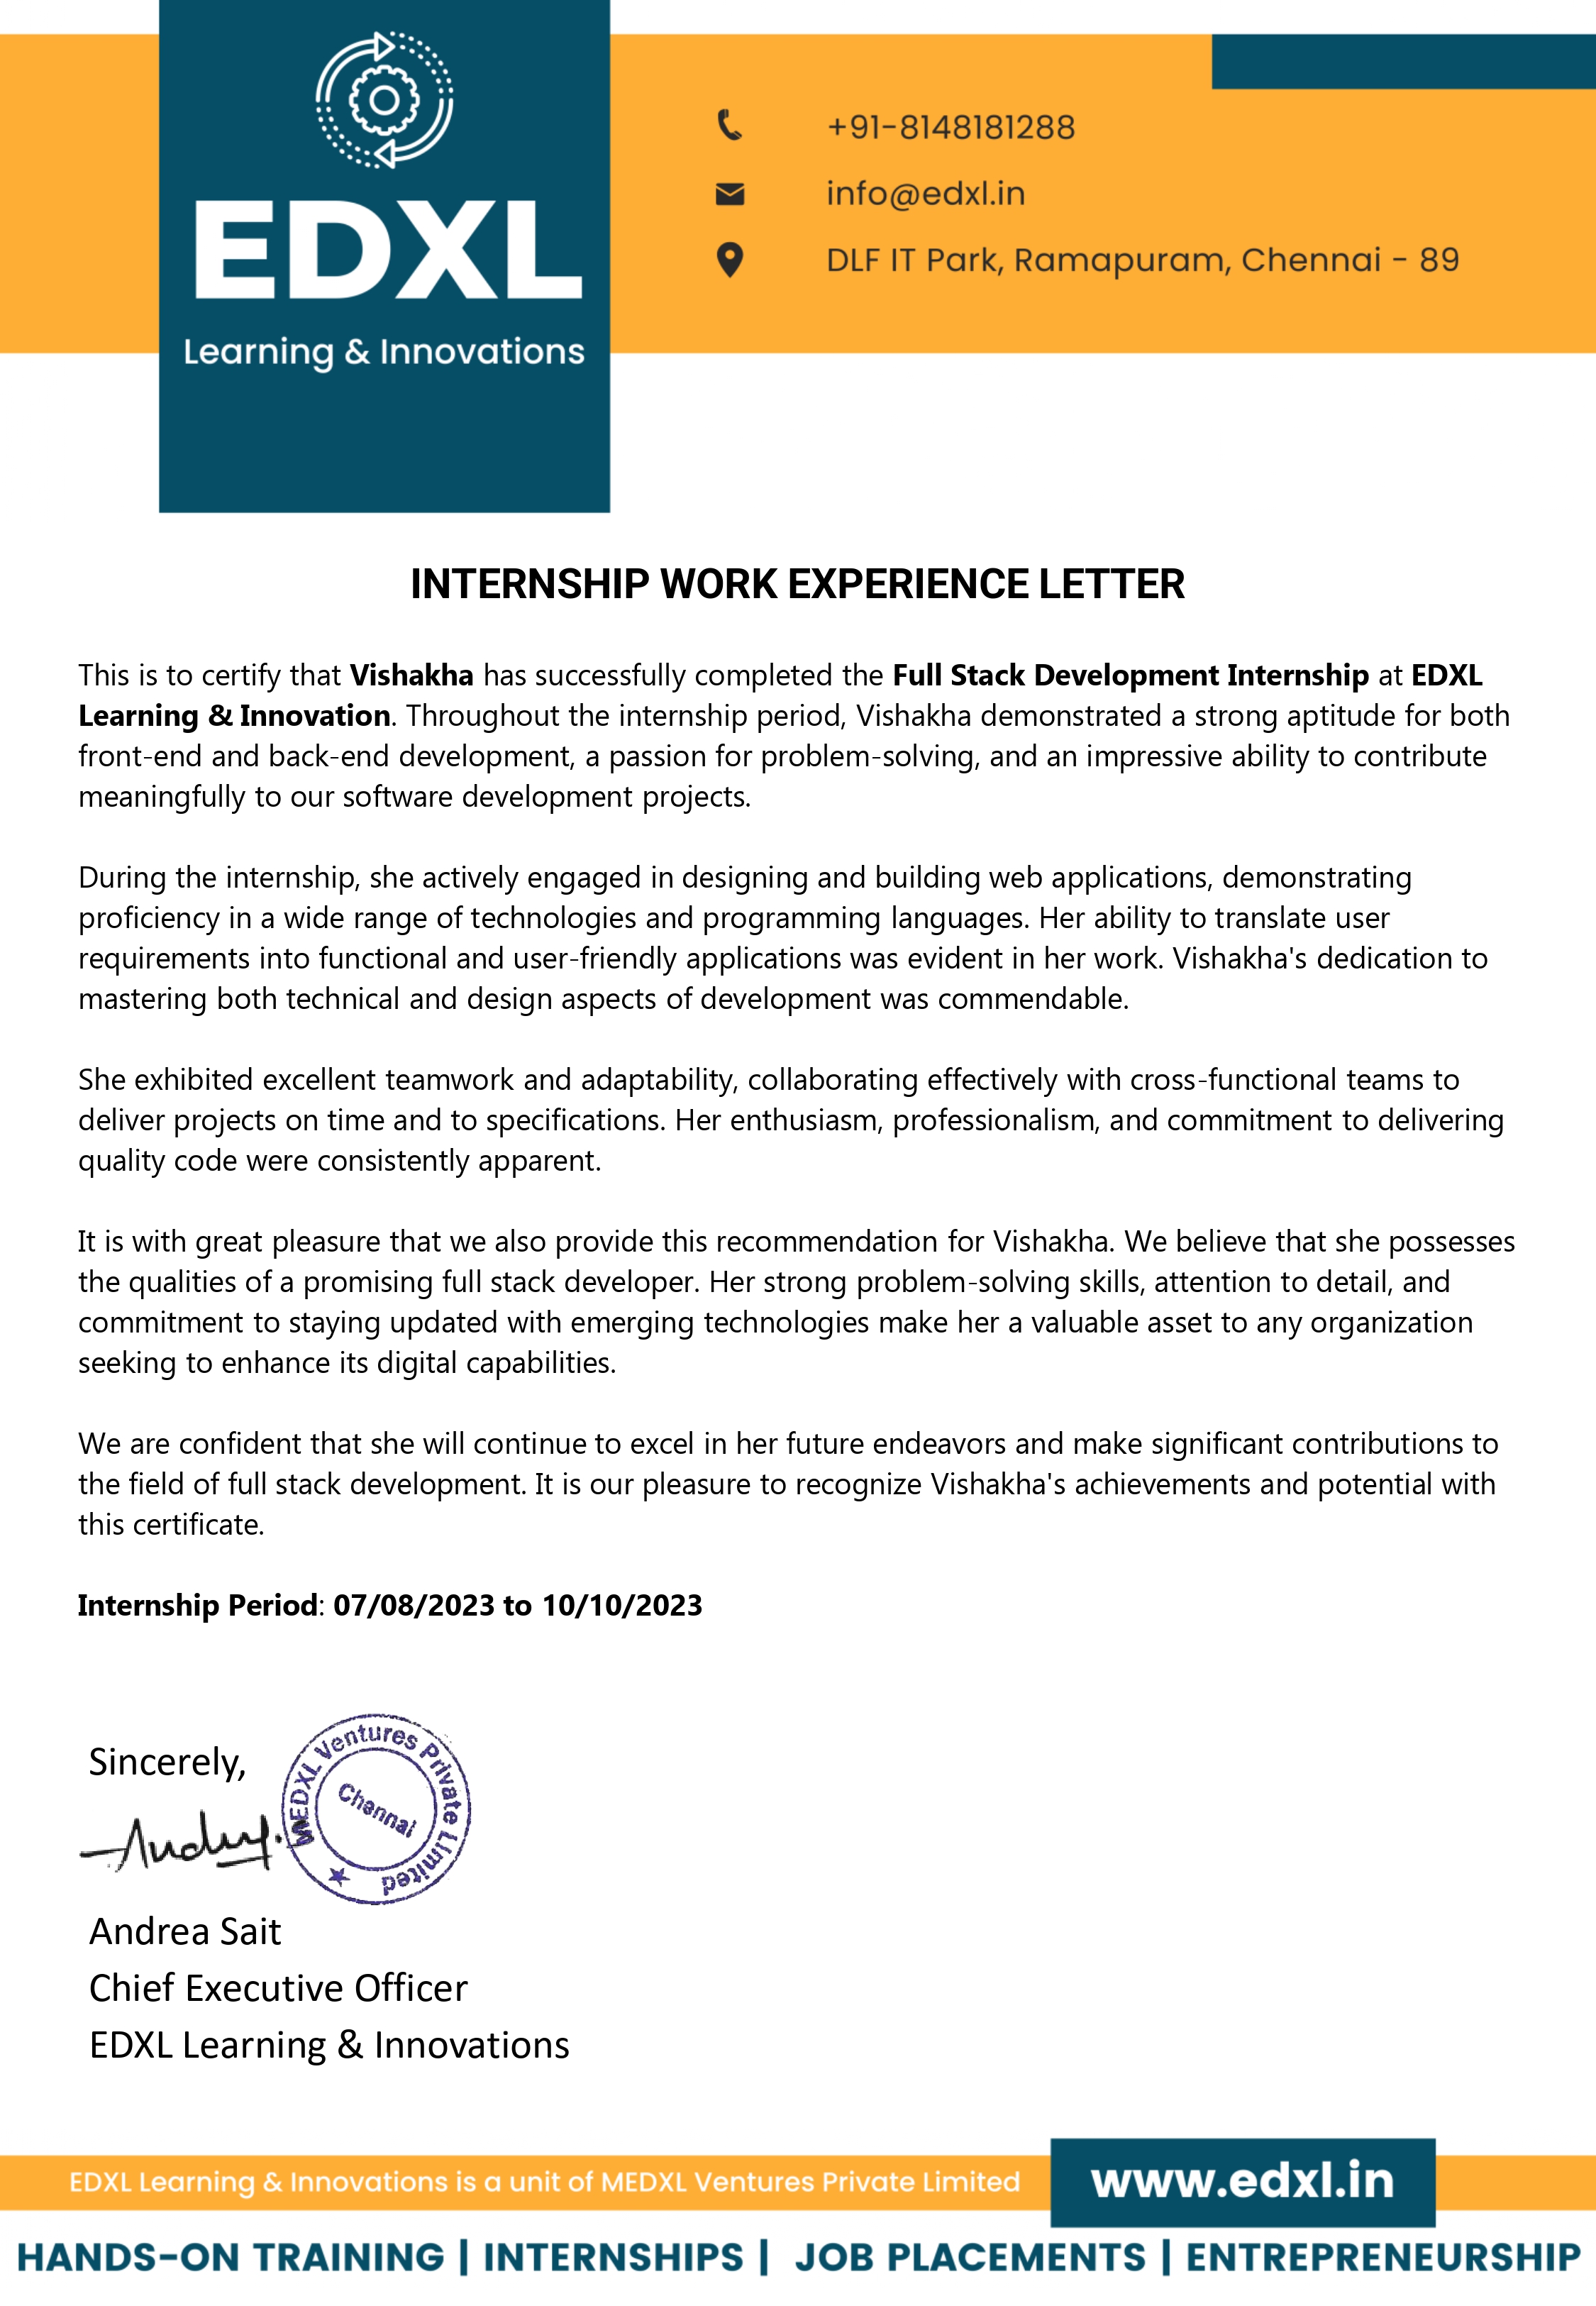 EDXL
Learning & Innovations
+91-8148181288
info@edxl.in
DLF IT Park, Ramapuram, Chennai - 89
INTERNSHIP WORK EXPERIENCE LETTER
This is to certify that Vishakha has successfully completed the Full Stack Development Internship at EDXL
Learning & Innovation. Throughout the internship period, Vishakha demonstrated a strong aptitude for both
front-end and back-end development, a passion for problem-solving, and an impressive ability to contribute
meaningfully to our software development projects.
During the internship, she actively engaged in designing and building web applications, demonstrating
proficiency in a wide range of technologies and programming languages. Her ability to translate user
requirements into functional and user-friendly applications was evident in her work. Vishakha's dedication to
mastering both technical and design aspects of development was commendable.
She exhibited excellent teamwork and adaptability, collaborating effectively with cross-functional teams to
deliver projects on time and to specifications. Her enthusiasm, professionalism, and commitment to delivering
quality code were consistently apparent.
It is with great pleasure that we also provide this recommendation for Vishakha. We believe that she possesses
the qualities of a promising full stack developer. Her strong problem-solving skills, attention to detail, and
commitment to staying updated with emerging technologies make her a valuable asset to any organization
seeking to enhance its digital capabilities.
We are confident that she will continue to excel in her future endeavors and make significant contributions to
the field of full stack development. It is our pleasure to recognize Vishakha's achievements and potential with
this certificate.
Internship Period: 07/08/2023 to 10/10/2023
Sincerely,
MEDXL Ventures Private Limited
Chennai
Andrea Sait
Chief Executive Officer
EDXL Learning & Innovations
EDXL Learning & Innovations is a unit of MEDXL Ventures Private Limited
www.edxl.in
HANDS-ON TRAINING | INTERNSHIPS | JOB PLACEMENTS | ENTREPRENEURSHIP